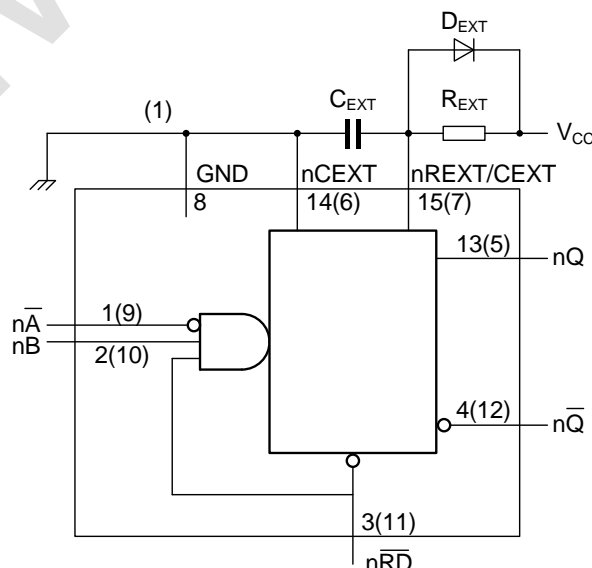 D_EXT
(1) C_EXT R_EXT
V_CC
GND nCEXT nREXT/CEXT
8 14(6) 15(7)
13(5)
nQ
nA̅ 1(9)
nB 2(10)
4(12)
nQ̅
3(11)
nR̅D̅